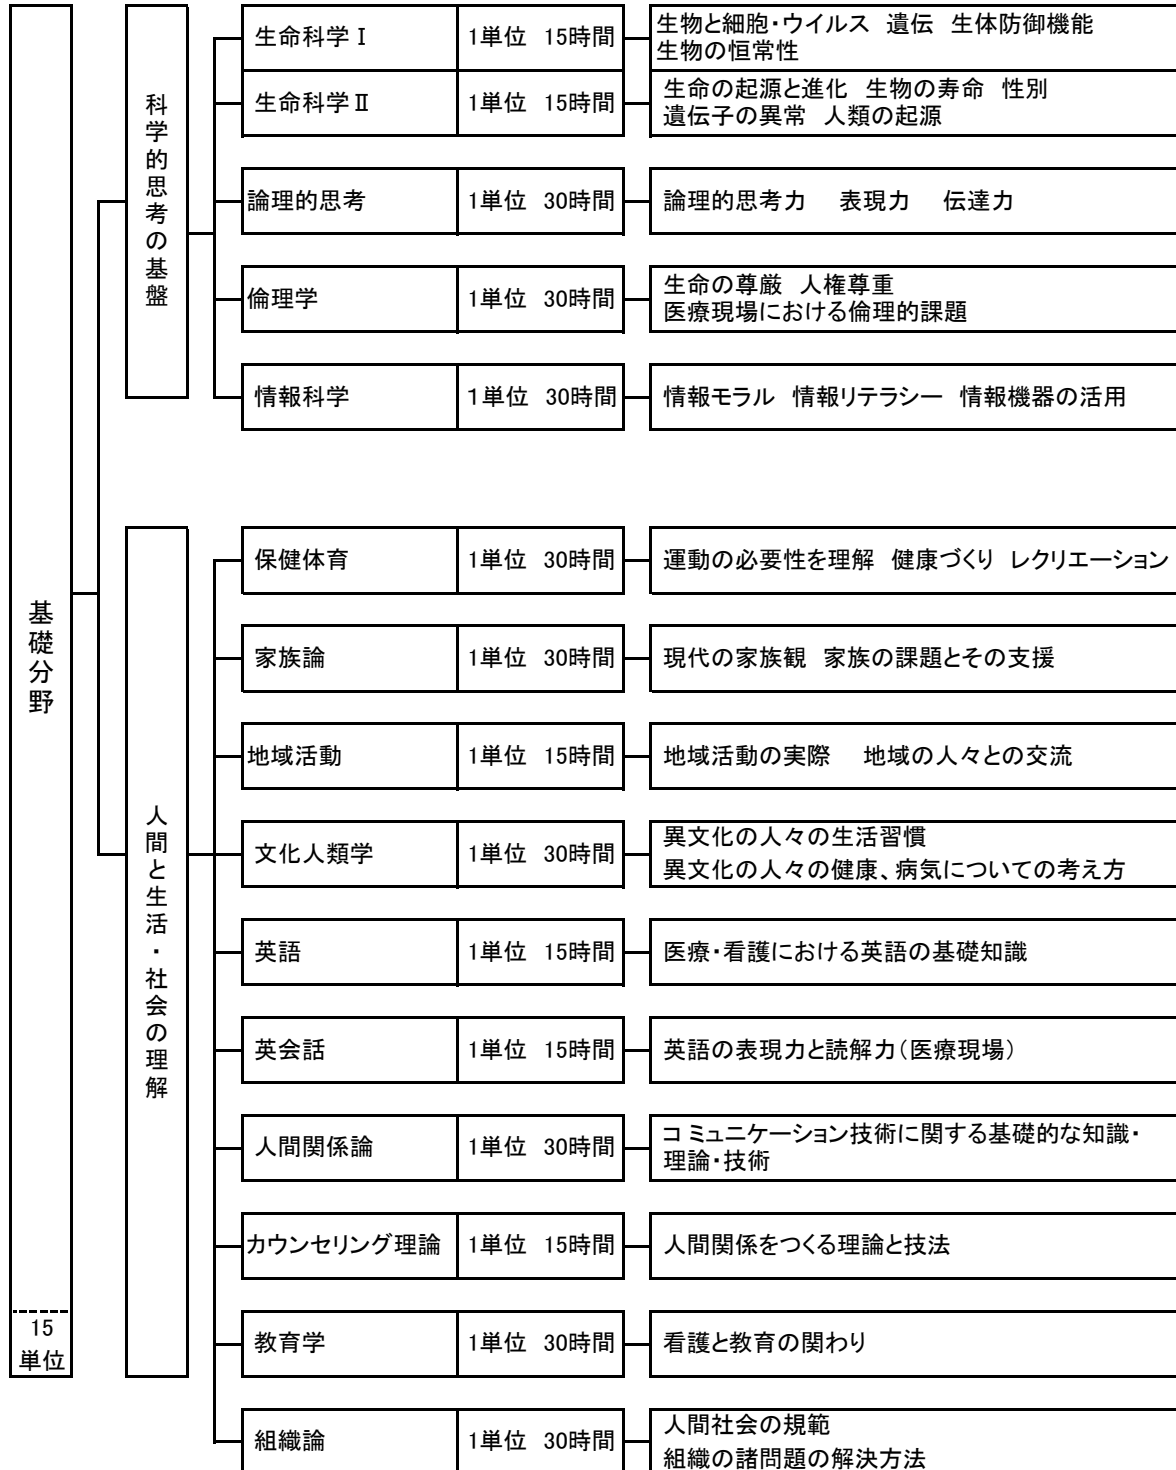 基礎分野
15
単位
科学的思考の基盤
生命科学Ⅰ 1単位 15時間 生物と細胞・ウイルス 遺伝 生体防御機能
生物の恒常性
生命科学Ⅱ 1単位 15時間 生命の起源と進化 生物の寿命 性別
遺伝子の異常 人類の起源
論理的思考 1単位 30時間 論理的思考力 表現力 伝達力
倫理学 1単位 30時間 生命の尊厳 人権尊重
医療現場における倫理的課題
情報科学 1単位 30時間 情報モラル 情報リテラシー 情報機器の活用
人間と生活・社会の理解
保健体育 1単位 30時間 運動の必要性を理解 健康づくり レクリエーション
家族論 1単位 30時間 現代の家族観 家族の課題とその支援
地域活動 1単位 15時間 地域活動の実際 地域の人々との交流
文化人類学 1単位 30時間 異文化の人々の生活習慣
異文化の人々の健康、病気についての考え方
英語 1単位 15時間 医療・看護における英語の基礎知識
英会話 1単位 15時間 英語の表現力と読解力（医療現場）
人間関係論 1単位 30時間 コミュニケーション技術に関する基礎的な知識・
理論・技術
カウンセリング理論 1単位 15時間 人間関係をつくる理論と技法
教育学 1単位 30時間 看護と教育の関わり
組織論 1単位 30時間 人間社会の規範
組織の諸問題の解決方法